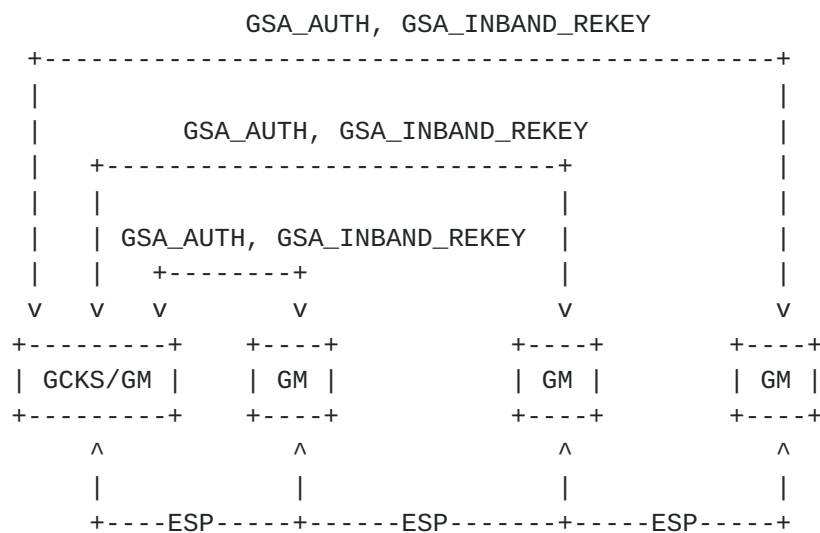 GSA_AUTH, GSA_INBAND_REKEY
GSA_AUTH, GSA_INBAND_REKEY
GSA_AUTH, GSA_INBAND_REKEY
GCKS/GM GM GM GM
ESP ESP ESP